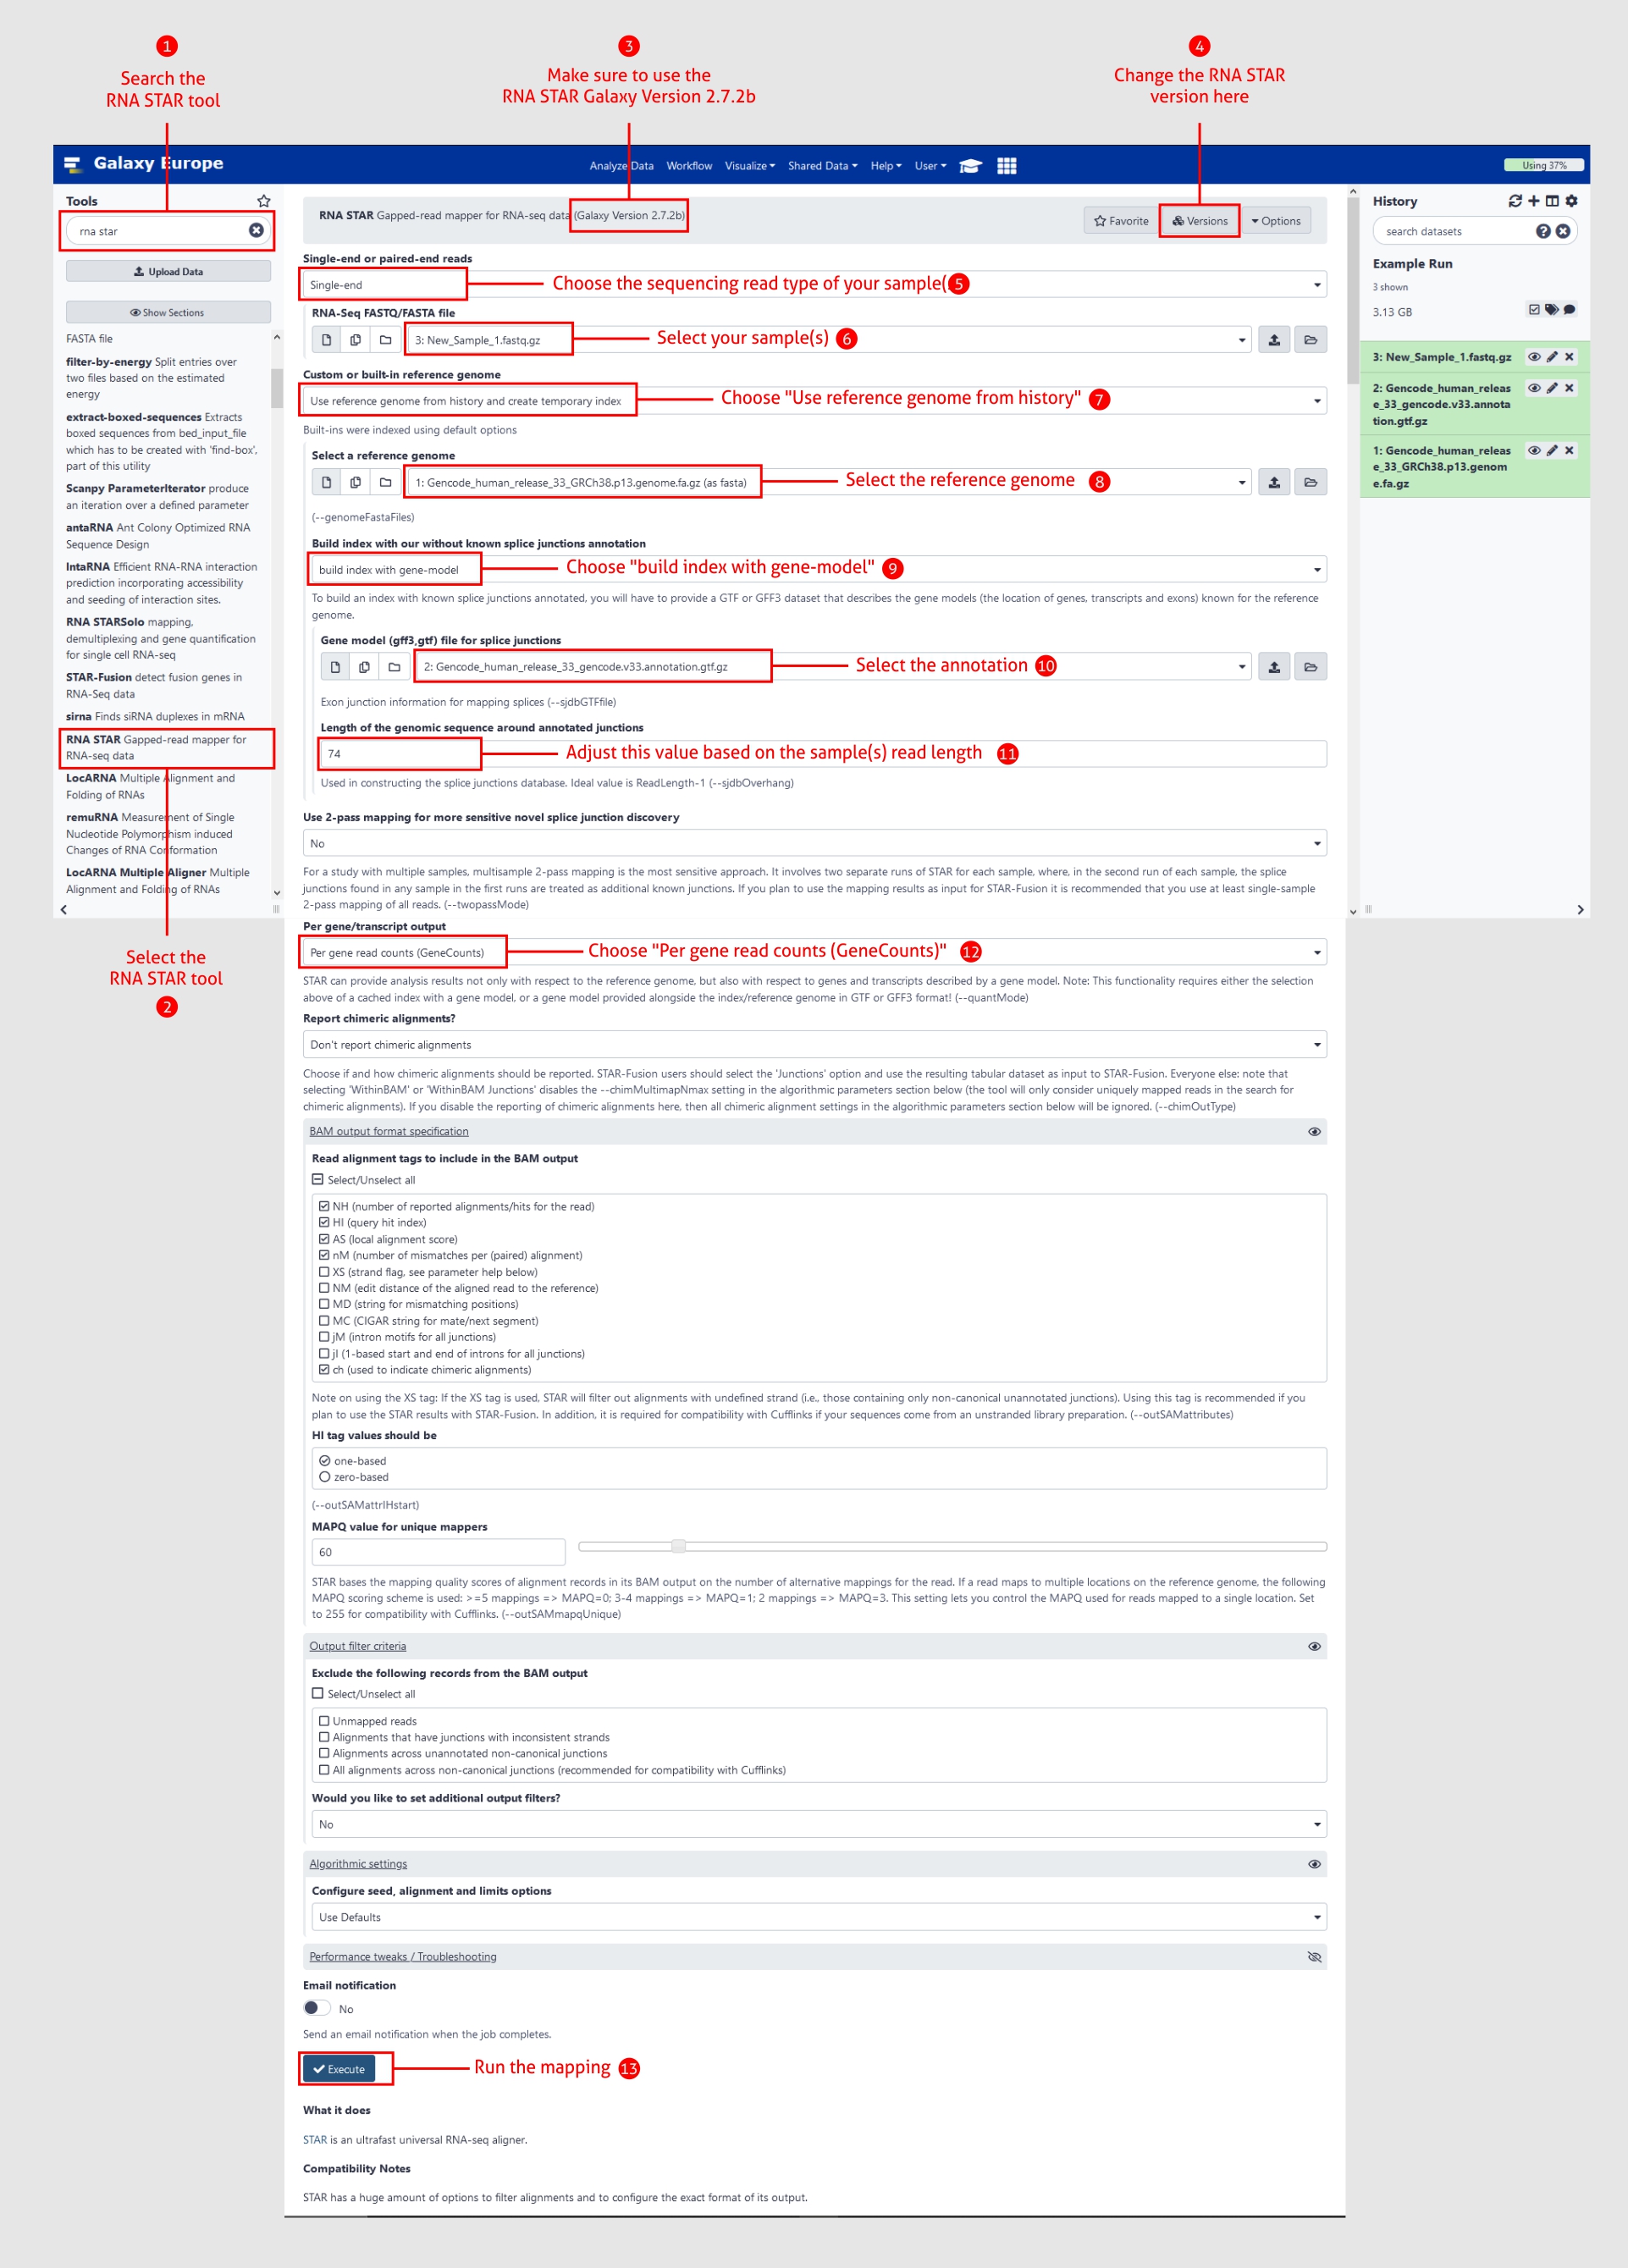 1
Search the
RNA STAR tool
3
Make sure to use the
RNA STAR Galaxy Version 2.7.2b
4
Change the RNA STAR
version here
Galaxy Europe
Analyze Data Workflow Visualize Shared Data Help User
Using 37%
Tools
rna star
Upload Data
Show Sections
FASTA file
filter-by-energy Split entries over
two files based on the estimated
energy
extract-boxed-sequences Extracts
boxed sequences from bed_input_file
which has to be created with 'find-box',
part of this utility
Scanpy ParameterIterator produce
an iteration over a defined parameter
antaRNA Ant Colony Optimized RNA
Sequence Design
IntaRNA Efficient RNA-RNA interaction
prediction incorporating accessibility
and seeding of interaction sites.
RNA STARSolo mapping,
demultiplexing and gene quantification
for single cell RNA-seq
STAR-Fusion detect fusion genes in
RNA-Seq data
sirna Finds siRNA duplexes in mRNA
RNA STAR Gapped-read mapper for
RNA-seq data
LocARNA Multiple Alignment and
Folding of RNAs
remuRNA Measurement of Single
Nucleotide Polymorphism induced
Changes of RNA Conformation
LocARNA Multiple Aligner Multiple
Alignment and Folding of RNAs
Select the
RNA STAR tool
2
RNA STAR Gapped-read mapper for RNA-seq data (Galaxy Version 2.7.2b)
Favorite Versions Options
Single-end or paired-end reads
Single-end
Choose the sequencing read type of your sample( 5
RNA-Seq FASTQ/FASTA file
3: New_Sample_1.fastq.gz
Select your sample(s) 6
Custom or built-in reference genome
Use reference genome from history and create temporary index
Choose "Use reference genome from history" 7
Built-ins were indexed using default options
Select a reference genome
1: Gencode_human_release_33_GRCh38.p13.genome.fa.gz (as fasta)
Select the reference genome 8
(--genomeFastaFiles)
Build index with our without known splice junctions annotation
build index with gene-model
Choose "build index with gene-model" 9
To build an index with known splice junctions annotated, you will have to provide a GTF or GFF3 dataset that describes the gene models (the location of genes, transcripts and exons) known for the reference
genome.
Gene model (gff3,gtf) file for splice junctions
2: Gencode_human_release_33_gencode.v33.annotation.gtf.gz
Select the annotation 10
Exon junction information for mapping splices (--sjdbGTFfile)
Length of the genomic sequence around annotated junctions
74
Adjust this value based on the sample(s) read length 11
Used in constructing the splice junctions database. Ideal value is ReadLength-1 (--sjdbOverhang)
Use 2-pass mapping for more sensitive novel splice junction discovery
No
For a study with multiple samples, multisample 2-pass mapping is the most sensitive approach. It involves two separate runs of STAR for each sample, where, in the second run of each sample, the splice
junctions found in any sample in the first runs are treated as additional known junctions. If you plan to use the mapping results as input for STAR-Fusion it is recommended that you use at least single-sample
2-pass mapping of all reads. (--twopassMode)
Per gene/transcript output
Per gene read counts (GeneCounts)
Choose "Per gene read counts (GeneCounts)" 12
STAR can provide analysis results not only with respect to the reference genome, but also with respect to genes and transcripts described by a gene model. Note: This functionality requires either the selection
above of a cached index with a gene model, or a gene model provided alongside the index/reference genome in GTF or GFF3 format! (--quantMode)
Report chimeric alignments?
Don't report chimeric alignments
Choose if and how chimeric alignments should be reported. STAR-Fusion users should select the 'Junctions' option and use the resulting tabular dataset as input to STAR-Fusion. Everyone else: note that
selecting 'WithinBAM' or 'WithinBAM Junctions' disables the --chimMultimapNmax setting in the algorithmic parameters section below (the tool will only consider uniquely mapped reads in the search for
chimeric alignments). If you disable the reporting of chimeric alignments here, then all chimeric alignment settings in the algorithmic parameters section below will be ignored. (--chimOutType)
BAM output format specification
Read alignment tags to include in the BAM output
Select/Unselect all
NH (number of reported alignments/hits for the read)
HI (query hit index)
AS (local alignment score)
nM (number of mismatches per (paired) alignment)
XS (strand flag, see parameter help below)
NM (edit distance of the aligned read to the reference)
MD (string for mismatching positions)
MC (CIGAR string for mate/next segment)
jM (intron motifs for all junctions)
jI (1-based start and end of introns for all junctions)
ch (used to indicate chimeric alignments)
Note on using the XS tag: If the XS tag is used, STAR will filter out alignments with undefined strand (i.e., those containing only non-canonical unannotated junctions). Using this tag is recommended if you
plan to use the STAR results with STAR-Fusion. In addition, it is required for compatibility with Cufflinks if your sequences come from an unstranded library preparation. (--outSAMattributes)
HI tag values should be
one-based
zero-based
(--outSAMattrIHstart)
MAPQ value for unique mappers
60
STAR bases the mapping quality scores of alignment records in its BAM output on the number of alternative mappings for the read. If a read maps to multiple locations on the reference genome, the following
MAPQ scoring scheme is used: >=5 mappings => MAPQ=0; 3-4 mappings => MAPQ=1; 2 mappings => MAPQ=3. This setting lets you control the MAPQ used for reads mapped to a single location. Set
to 255 for compatibility with Cufflinks. (--outSAMmapqUnique)
Output filter criteria
Exclude the following records from the BAM output
Select/Unselect all
Unmapped reads
Alignments that have junctions with inconsistent strands
Alignments across unannotated non-canonical junctions
All alignments across non-canonical junctions (recommended for compatibility with Cufflinks)
Would you like to set additional output filters?
No
Algorithmic settings
Configure seed, alignment and limits options
Use Defaults
Performance tweaks / Troubleshooting
Email notification
No
Send an email notification when the job completes.
Execute
Run the mapping 13
What it does
STAR is an ultrafast universal RNA-seq aligner.
Compatibility Notes
STAR has a huge amount of options to filter alignments and to configure the exact format of its output.
History
search datasets
Example Run
3 shown
3.13 GB
3: New_Sample_1.fastq.gz
2: Gencode_human_releas
e_33_gencode.v33.annota
tion.gtf.gz
1: Gencode_human_releas
e_33_GRCh38.p13.genom
e.fa.gz